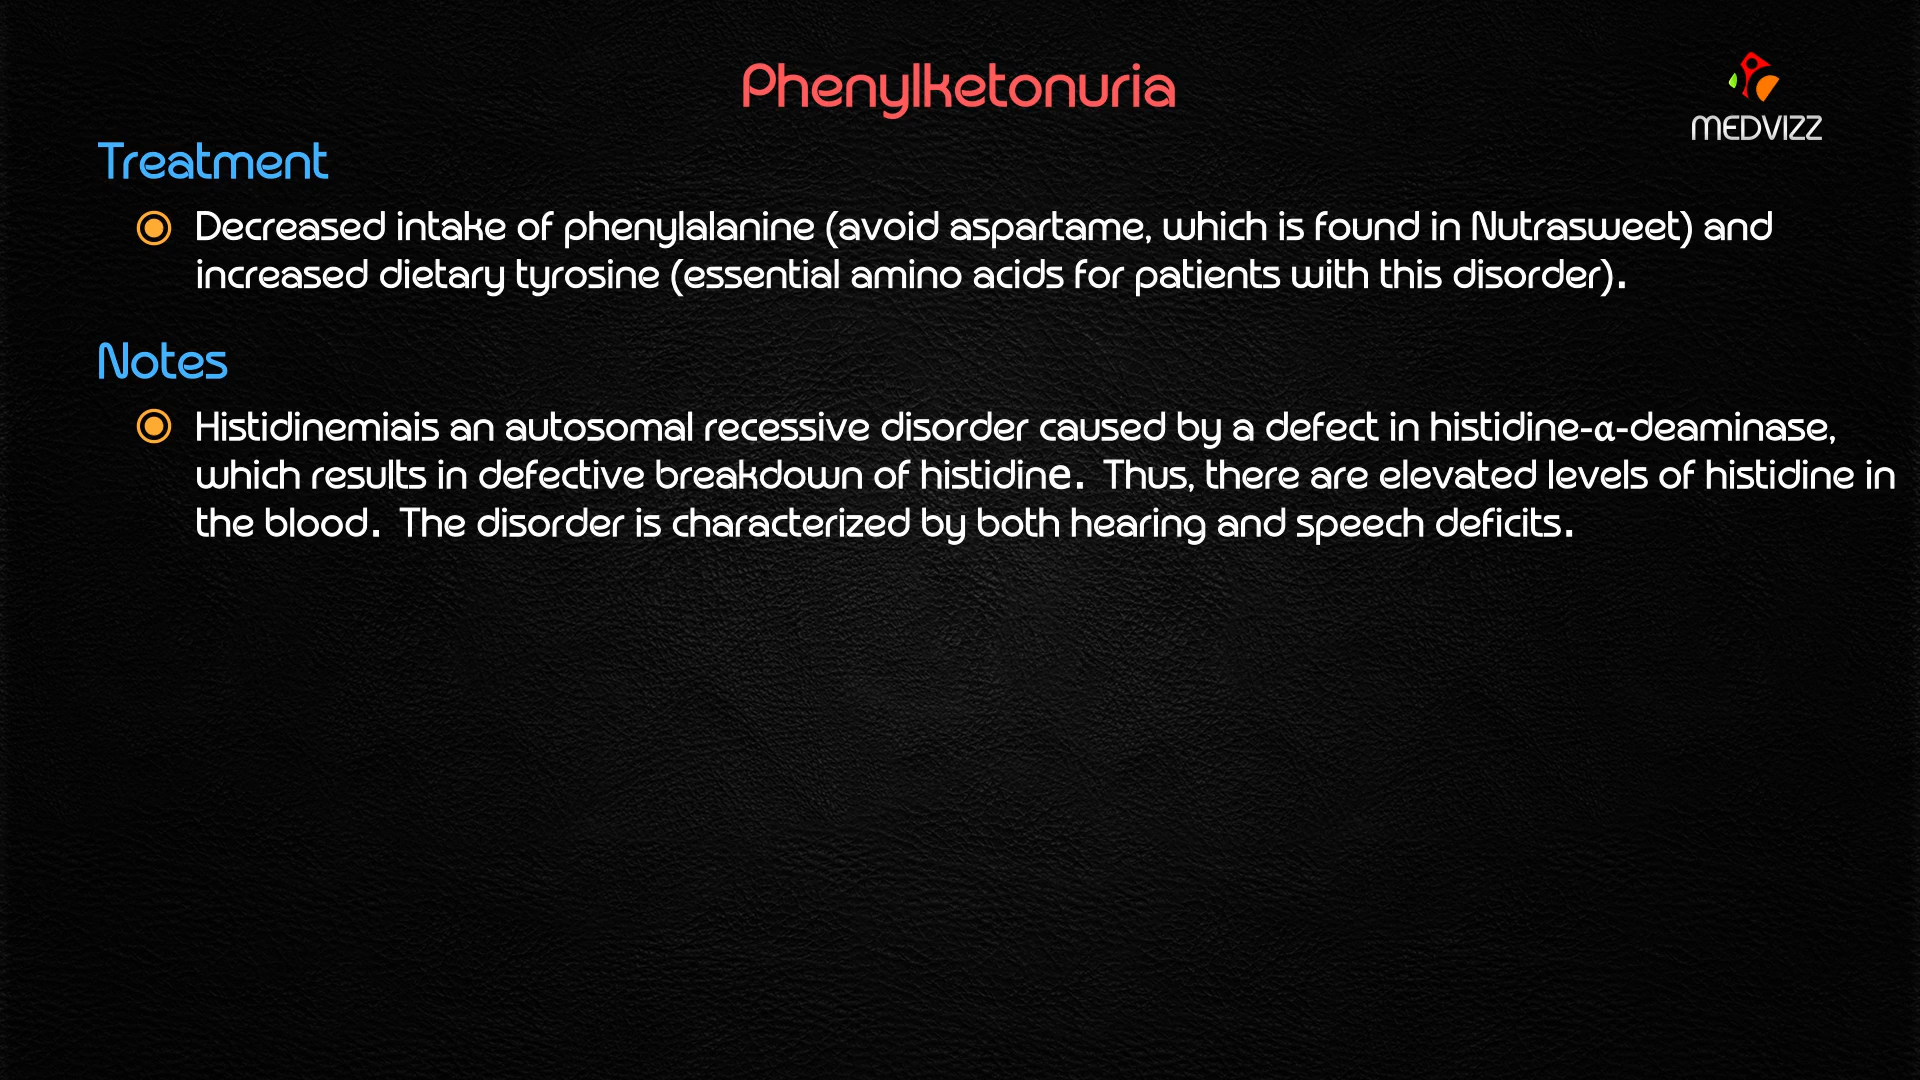 Phenylketonuria
MEDVIZZ
Treatment
Decreased intake of phenylalanine (avoid aspartame, which is found in Nutrasweet) and
increased dietary tyrosine (essential amino acids for patients with this disorder).
Notes
Histidinemiais an autosomal recessive disorder caused by a defect in histidine-α-deaminase,
which results in defective breakdown of histidine. Thus, there are elevated levels of histidine in
the blood. The disorder is characterized by both hearing and speech deficits.